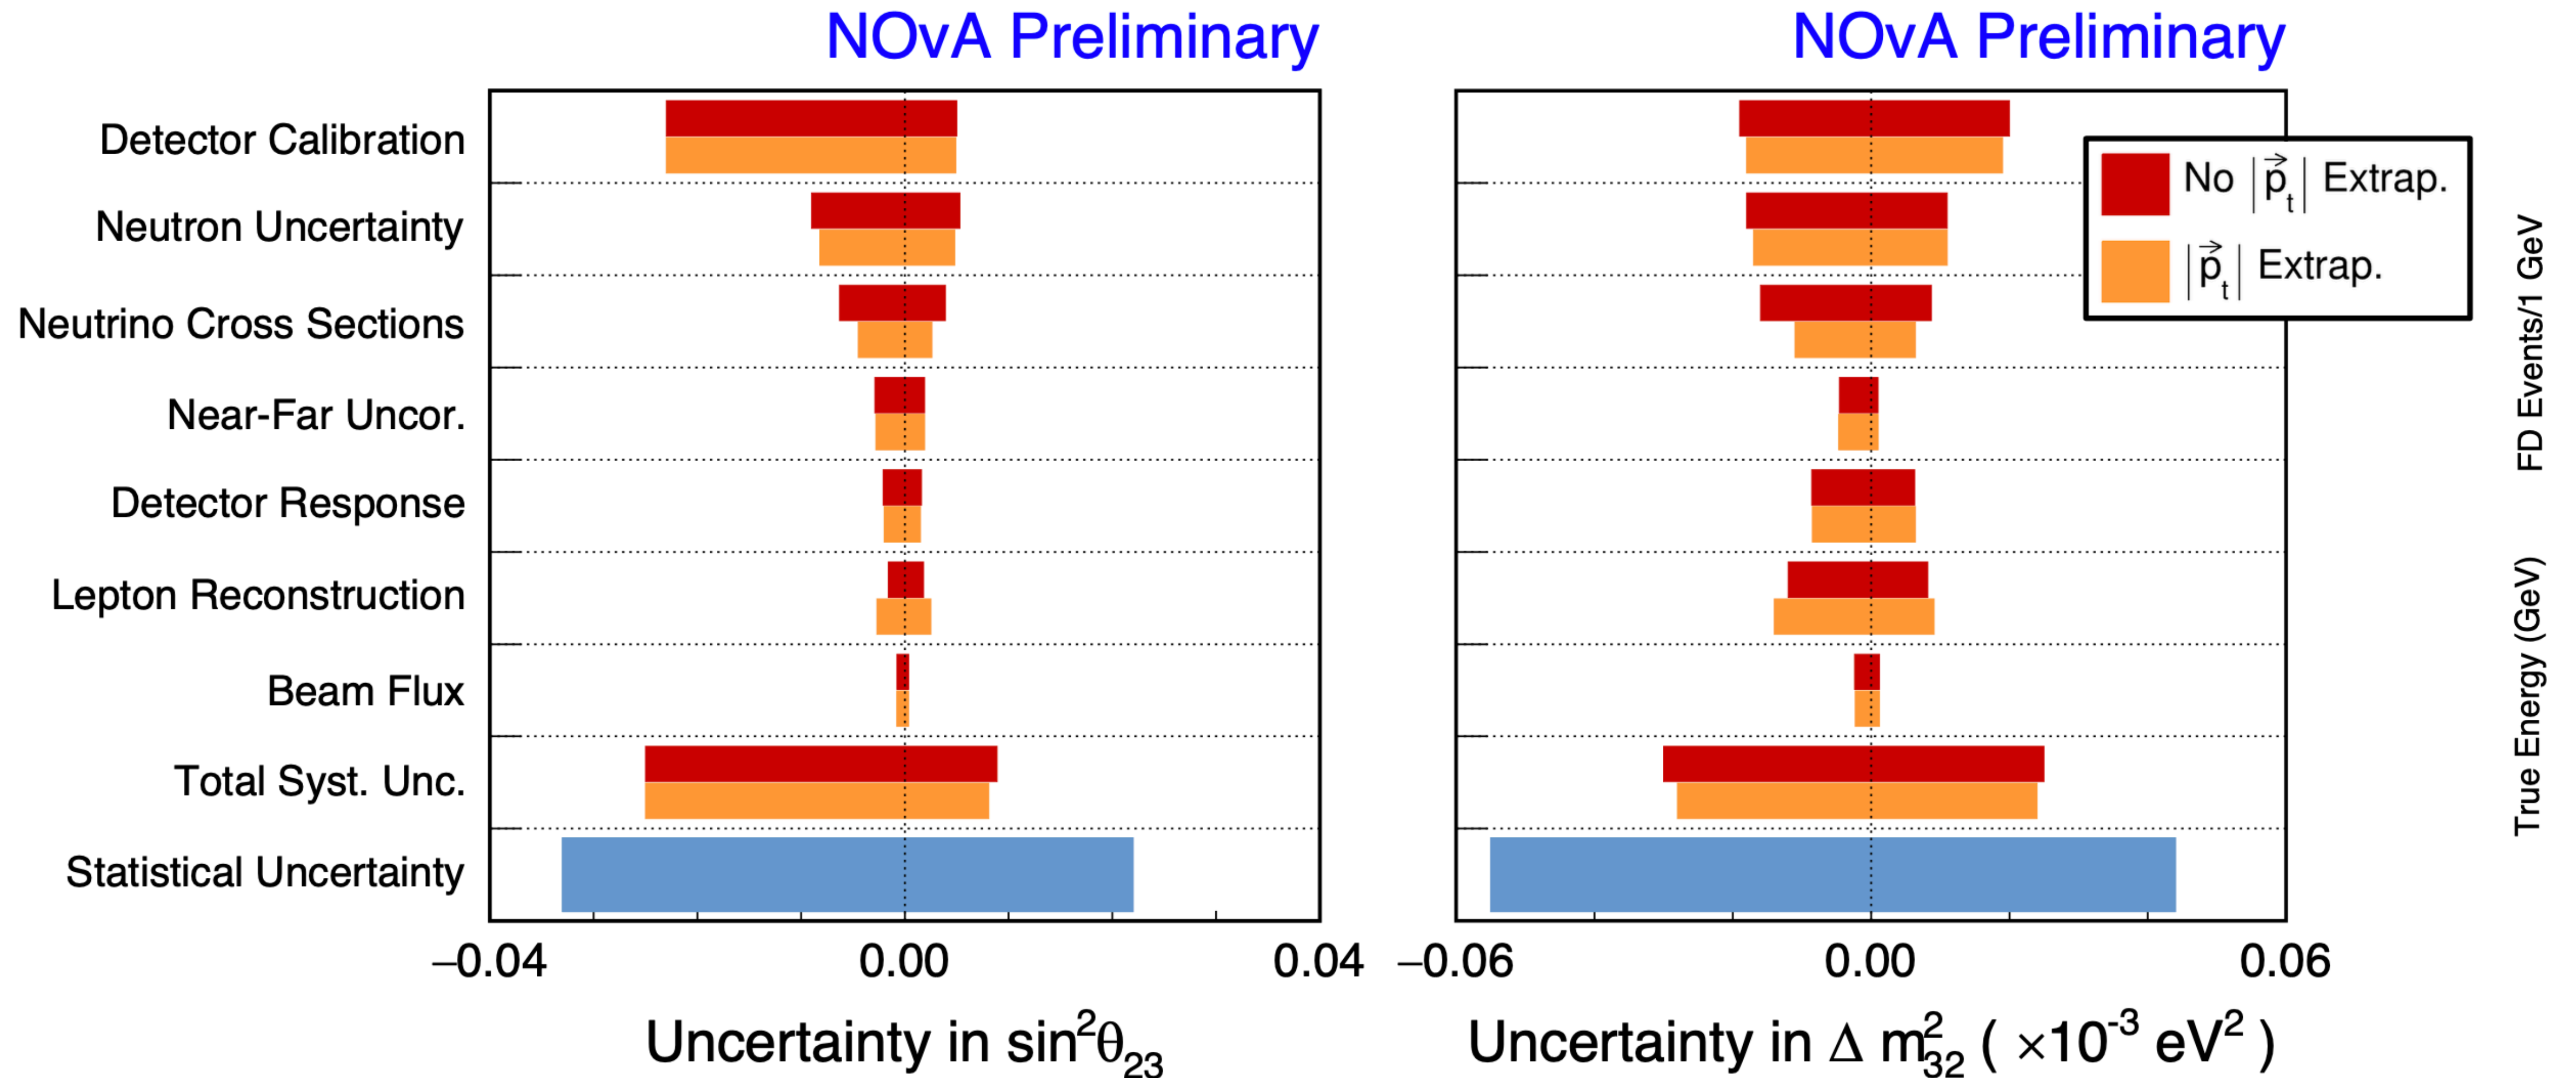 NOvA Preliminary
Detector Calibration
Neutron Uncertainty
Neutrino Cross Sections
Near-Far Uncor.
Detector Response
Lepton Reconstruction
Beam Flux
Total Syst. Unc.
Statistical Uncertainty
−0.04 0.00 0.04
Uncertainty in sin²θ₂₃
NOvA Preliminary
No |p⃗ₜ| Extrap.
|p⃗ₜ| Extrap.
−0.06 0.00 0.06
Uncertainty in Δ m²₃₂ ( ×10⁻³ eV² )
FD Events/1 GeV
True Energy (GeV)